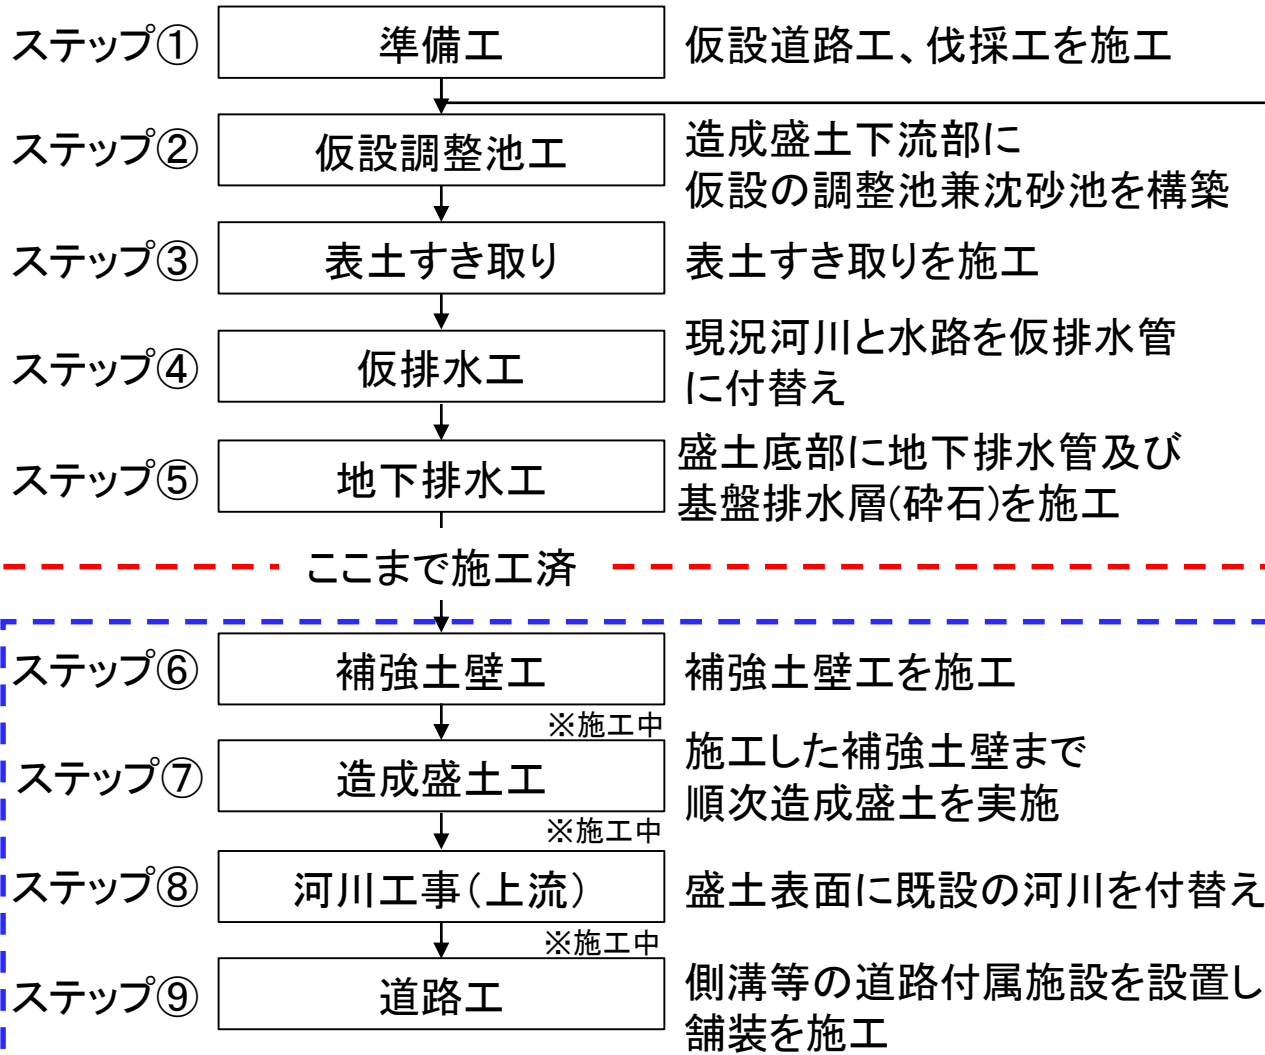 ステップ① 準備工 仮設道路工、伐採工を施工
ステップ② 仮設調整池工 造成盛土下流部に
仮設の調整池兼沈砂池を構築
ステップ③ 表土すき取り 表土すき取りを施工
ステップ④ 仮排水工 現況河川と水路を仮排水管
に付替え
ステップ⑤ 地下排水工 盛土底部に地下排水管及び
基盤排水層(砕石)を施工
ここまで施工済
ステップ⑥ 補強土壁工 補強土壁工を施工
※施工中
ステップ⑦ 造成盛土工 施工した補強土壁まで
順次造成盛土を実施
※施工中
ステップ⑧ 河川工事(上流) 盛土表面に既設の河川を付替え
※施工中
ステップ⑨ 道路工 側溝等の道路付属施設を設置し
舗装を施工